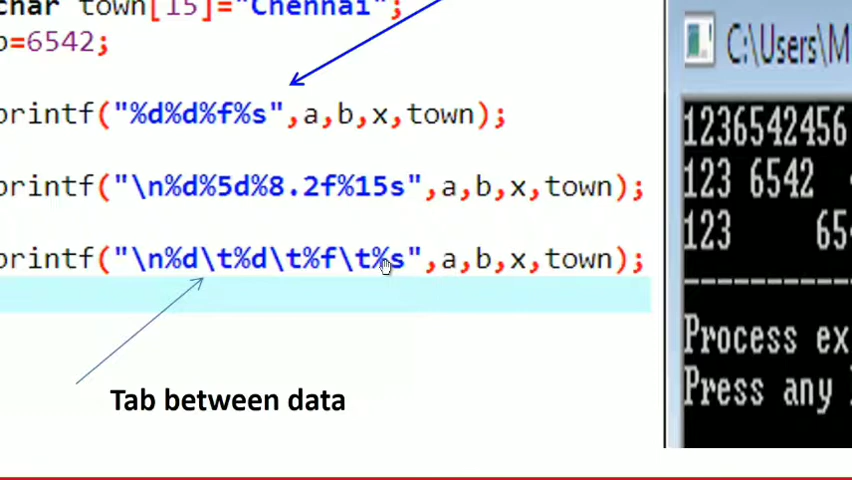 char town[15]="Chennai";
b=6542;
printf("%d%d%f%s",a,b,x,town);
printf("\n%d%5d%8.2f%15s",a,b,x,town);
printf("\n%d\t%d\t%f\t%s",a,b,x,town);
Tab between data
C:\Users\M
1236542456
123 6542
123 654
Process ex
Press any